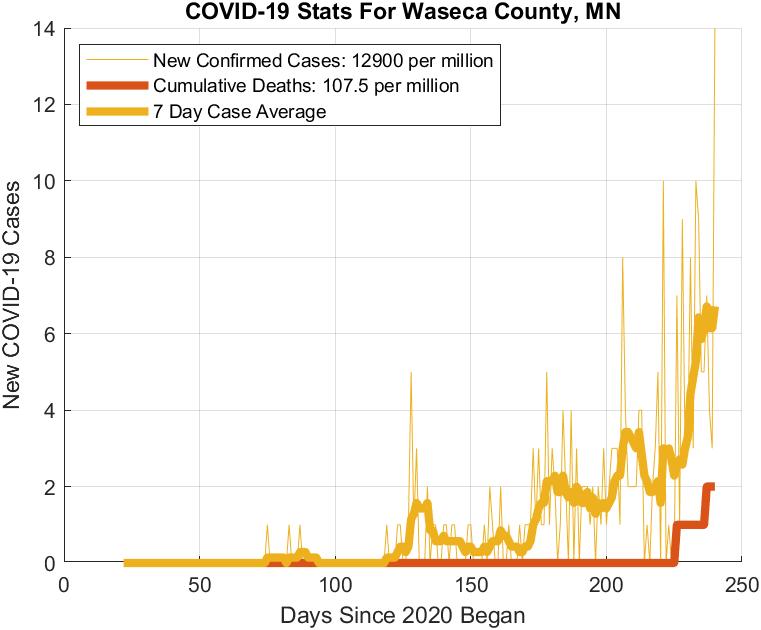 COVID-19 Stats For Waseca County, MN
New Confirmed Cases: 12900 per million
Cumulative Deaths: 107.5 per million
7 Day Case Average
New COVID-19 Cases
14
12
10
8
6
4
2
0
0 50 100 150 200 250
Days Since 2020 Began